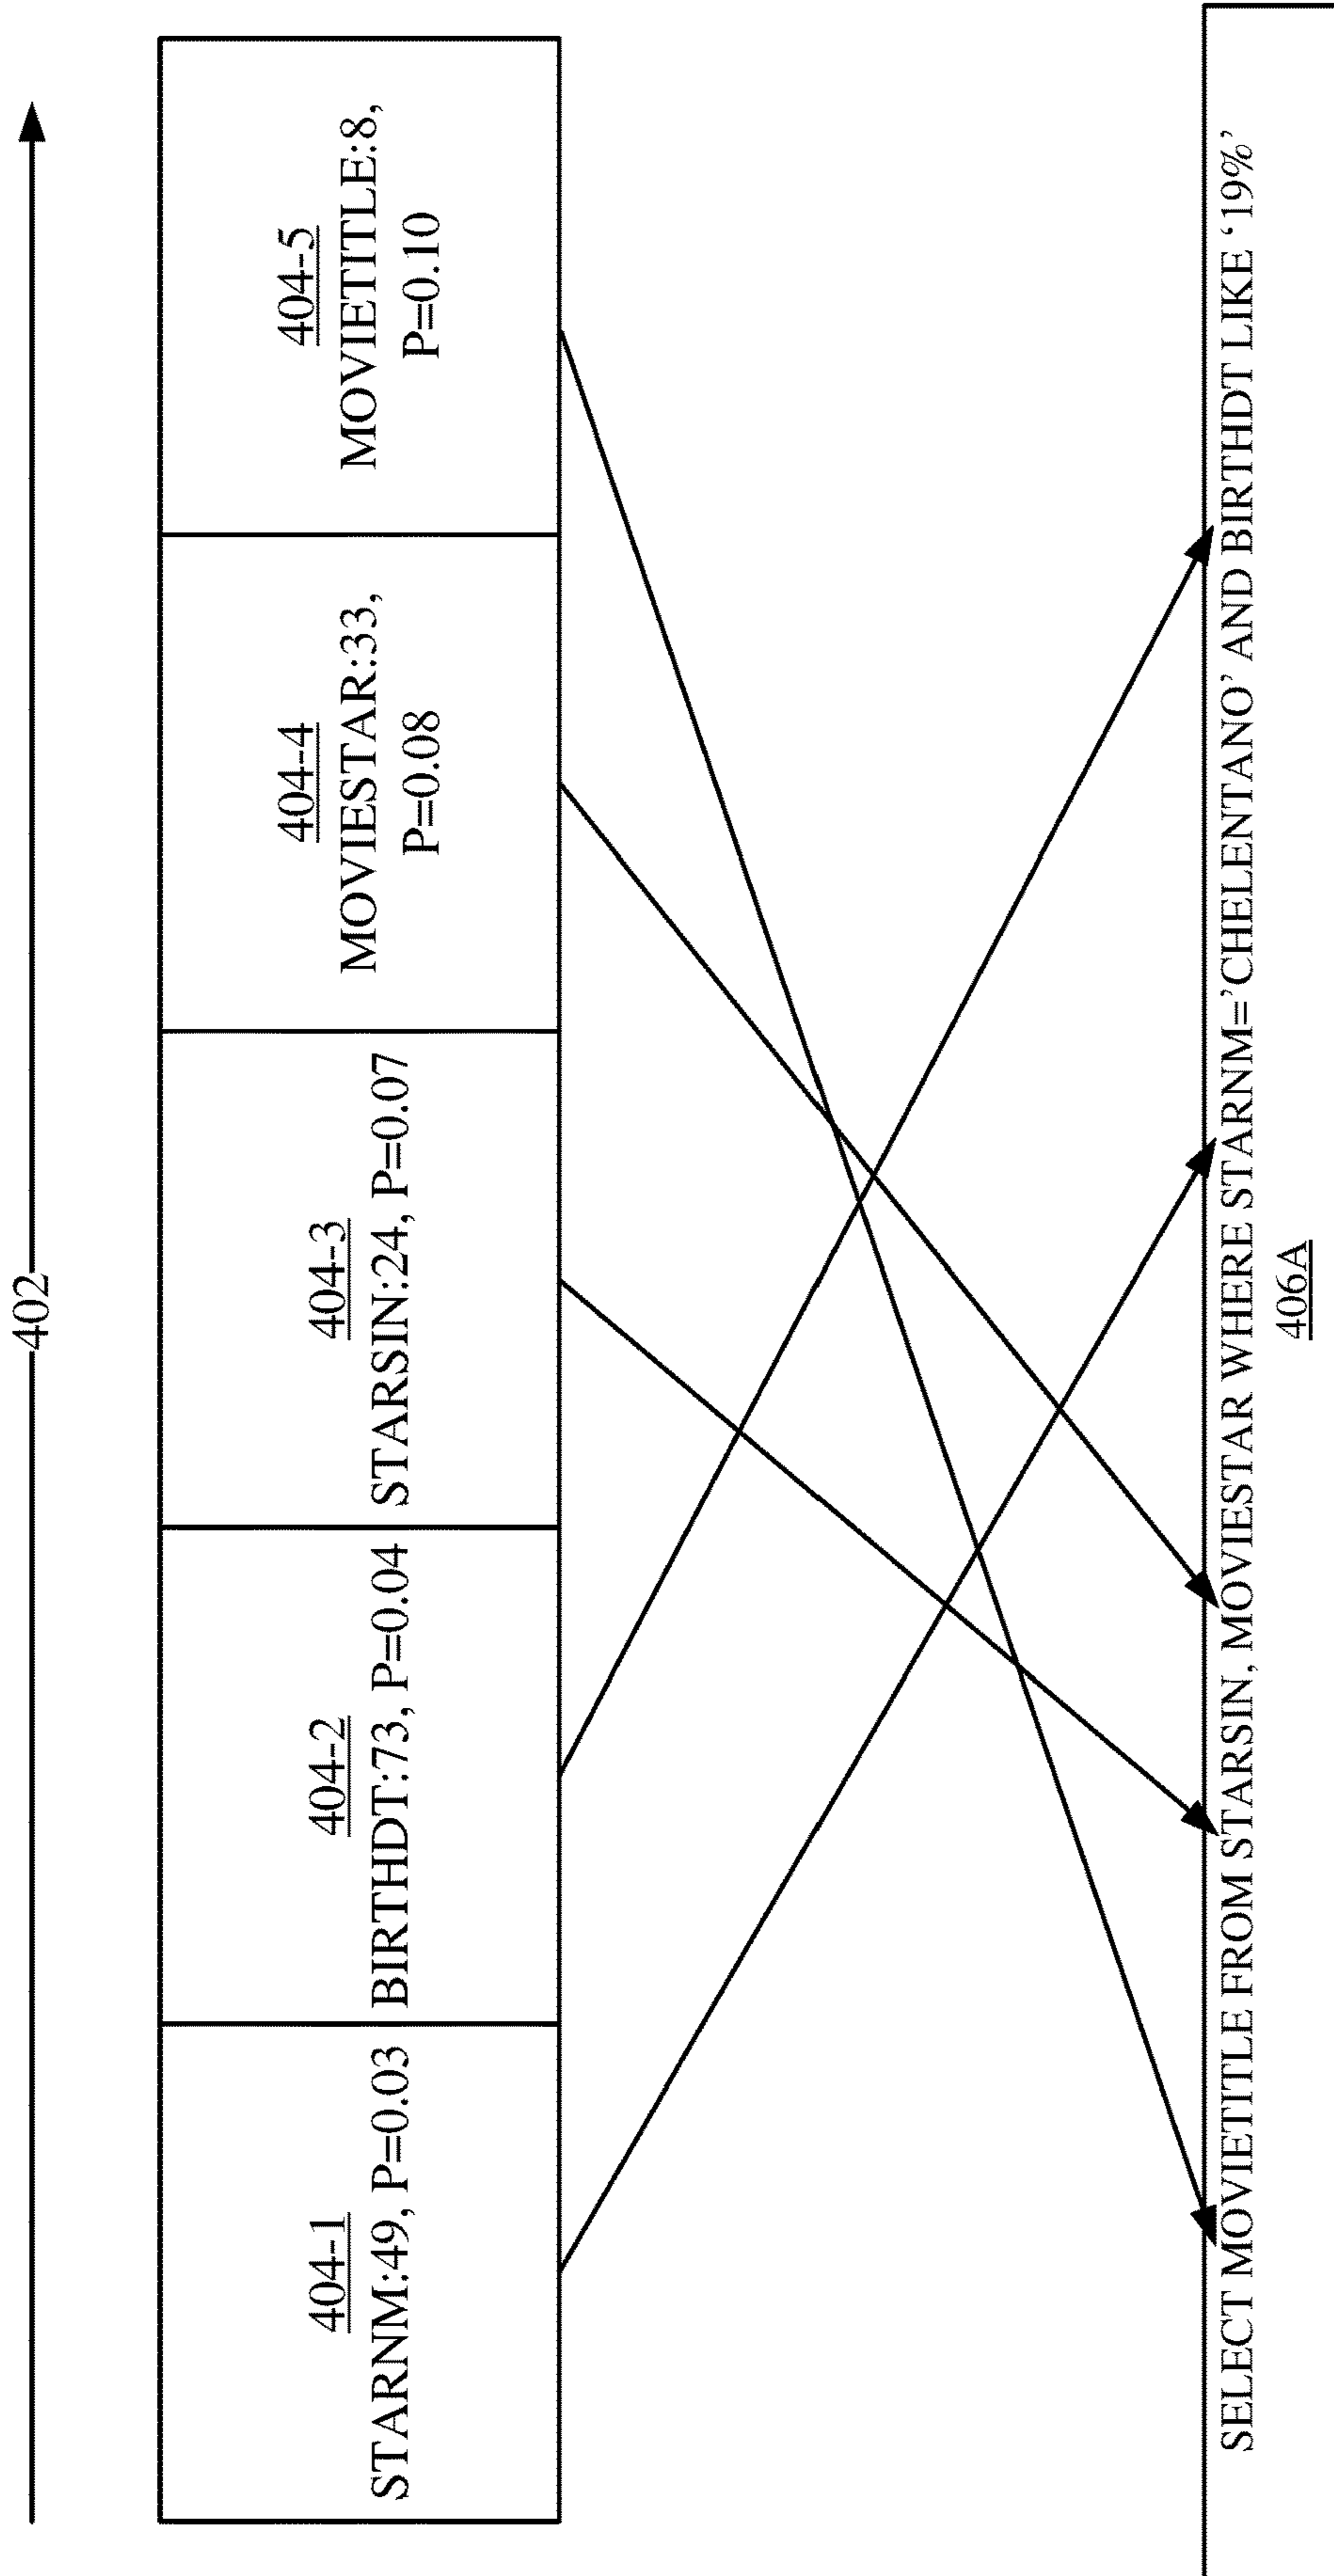 402
404-1
STARNM:49, P=0.03
404-2
BIRTHDT:73, P=0.04
404-3
STARSIN:24, P=0.07
404-4
MOVIESTAR:33,
P=0.08
404-5
MOVIETITLE:8,
P=0.10
SELECT MOVIETITLE FROM STARSIN, MOVIESTAR WHERE STARNM=’CHELENTANO’ AND BIRTHDT LIKE ‘19%’
406A